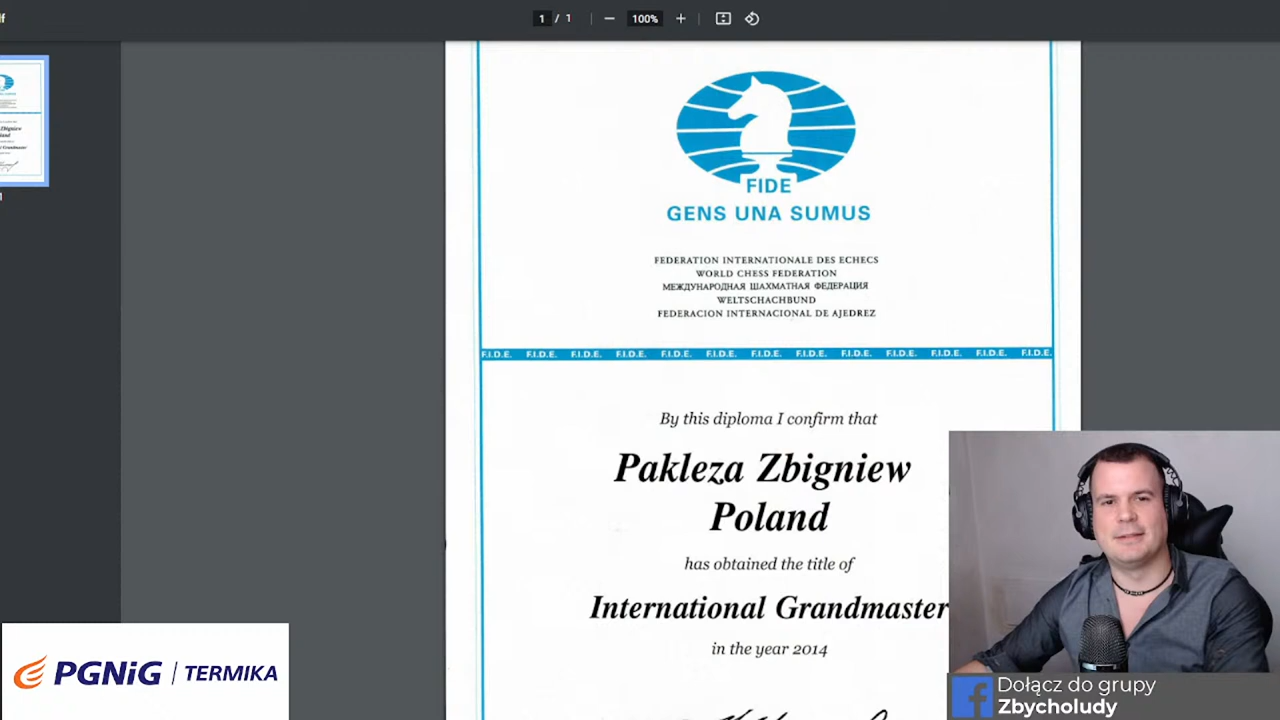 1 / 1
100%
FIDE
GENS UNA SUMUS
FEDERATION INTERNATIONALE DES ECHECS
WORLD CHESS FEDERATION
МЕЖДУНАРОДНАЯ ШАХМАТНАЯ ФЕДЕРАЦИЯ
WELTSCHACHBUND
FEDERACION INTERNACIONAL DE AJEDREZ
F.I.D.E. F.I.D.E. F.I.D.E. F.I.D.E. F.I.D.E. F.I.D.E. F.I.D.E. F.I.D.E. F.I.D.E. F.I.D.E. F.I.D.E. F.I.D.E. F.I.D.E.
By this diploma I confirm that
Pakleza Zbigniew
Poland
has obtained the title of
International Grandmaster
in the year 2014
PGNiG | TERMIKA
Dołącz do grupy
Zbycholudy